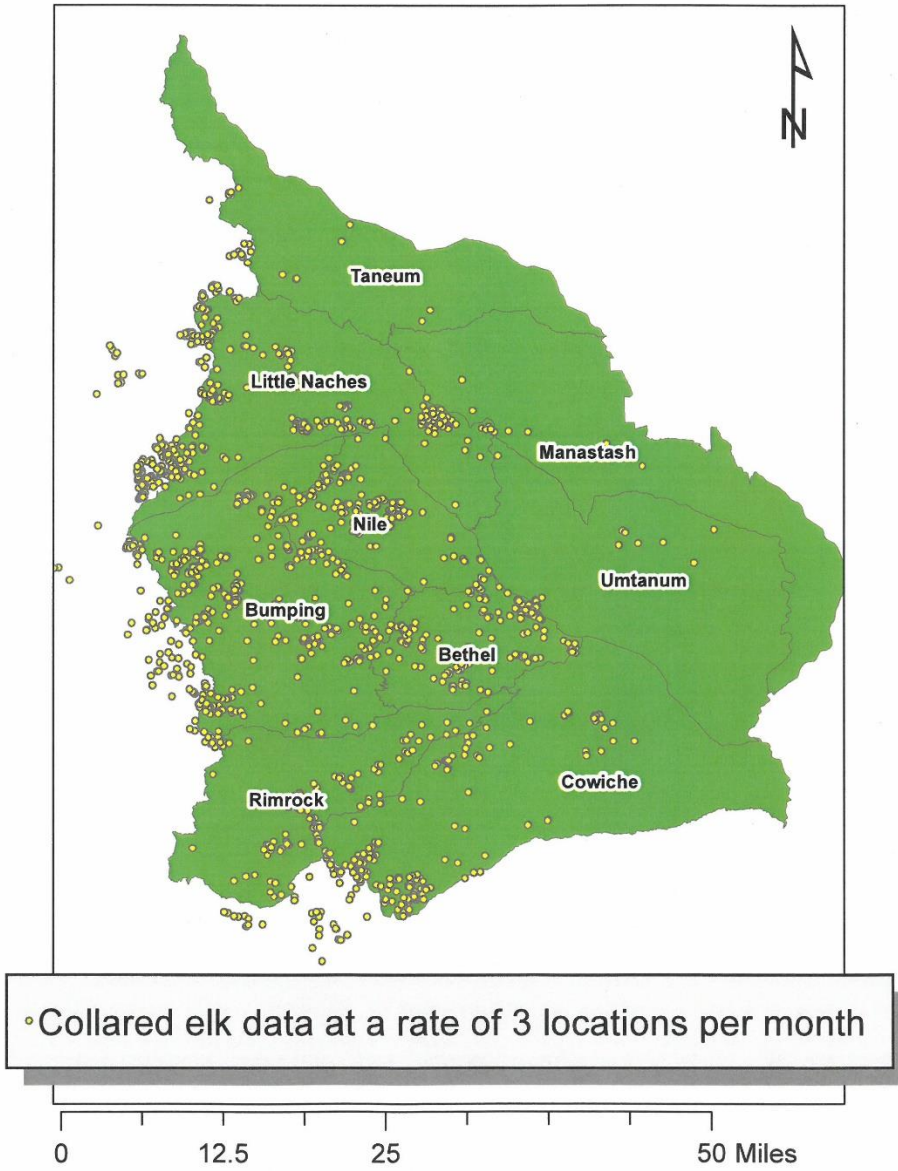 N
Taneum
Little Naches
Manastash
Nile
Umtanum
Bumping
Bethel
Cowiche
Rimrock
Collared elk data at a rate of 3 locations per month
0 12.5 25 50 Miles